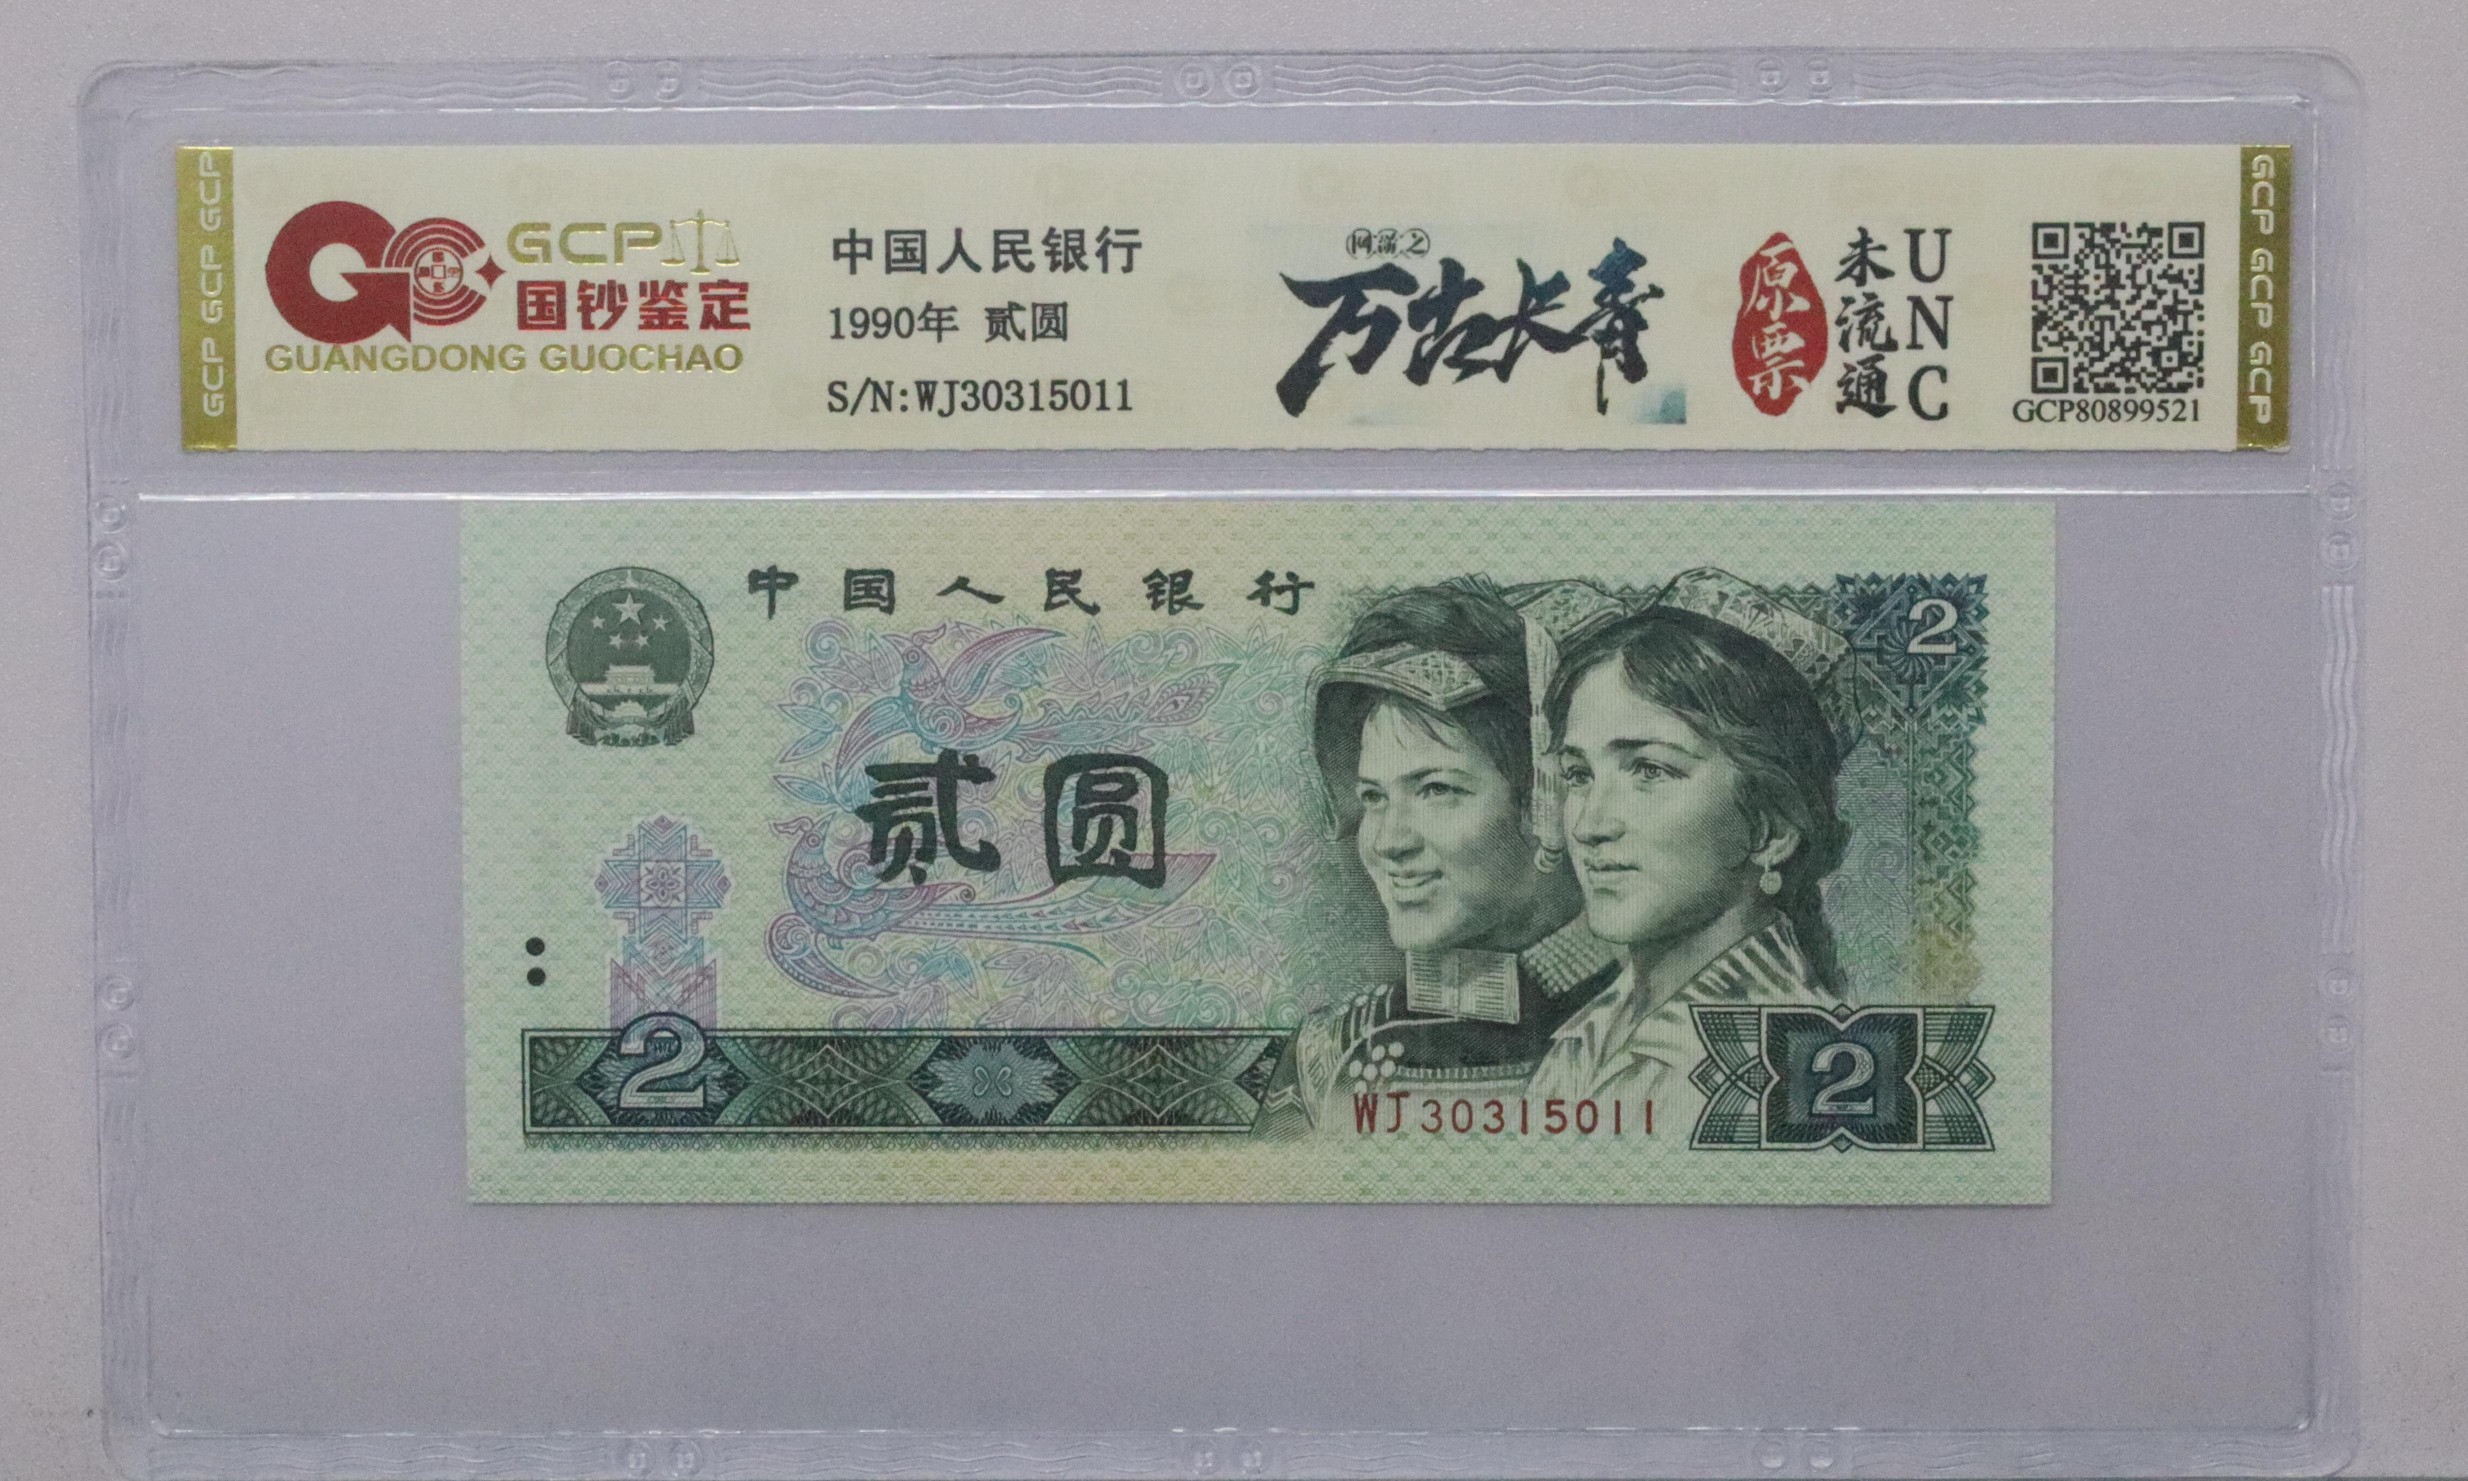 GCP GCP GCP
GCP
国钞鉴定
GUANGDONG GUOCHAO
中国人民银行
1990年 贰圆
S/N:WJ30315011
万古长青
原票
未流通
UNC
GCP80899521
GCP GCP GCP
中国人民银行
2
贰圆
2
WJ30315011
2